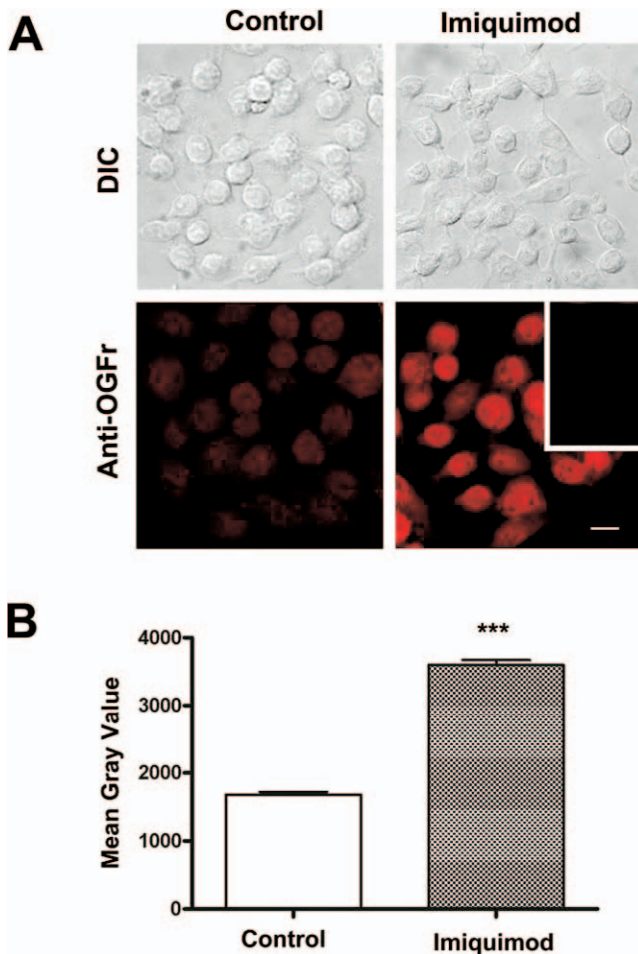 A
Control
Imiquimod
DIC
Anti-OGFr
B
***
4000
3000
2000
1000
0
Mean Gray Value
Control
Imiquimod